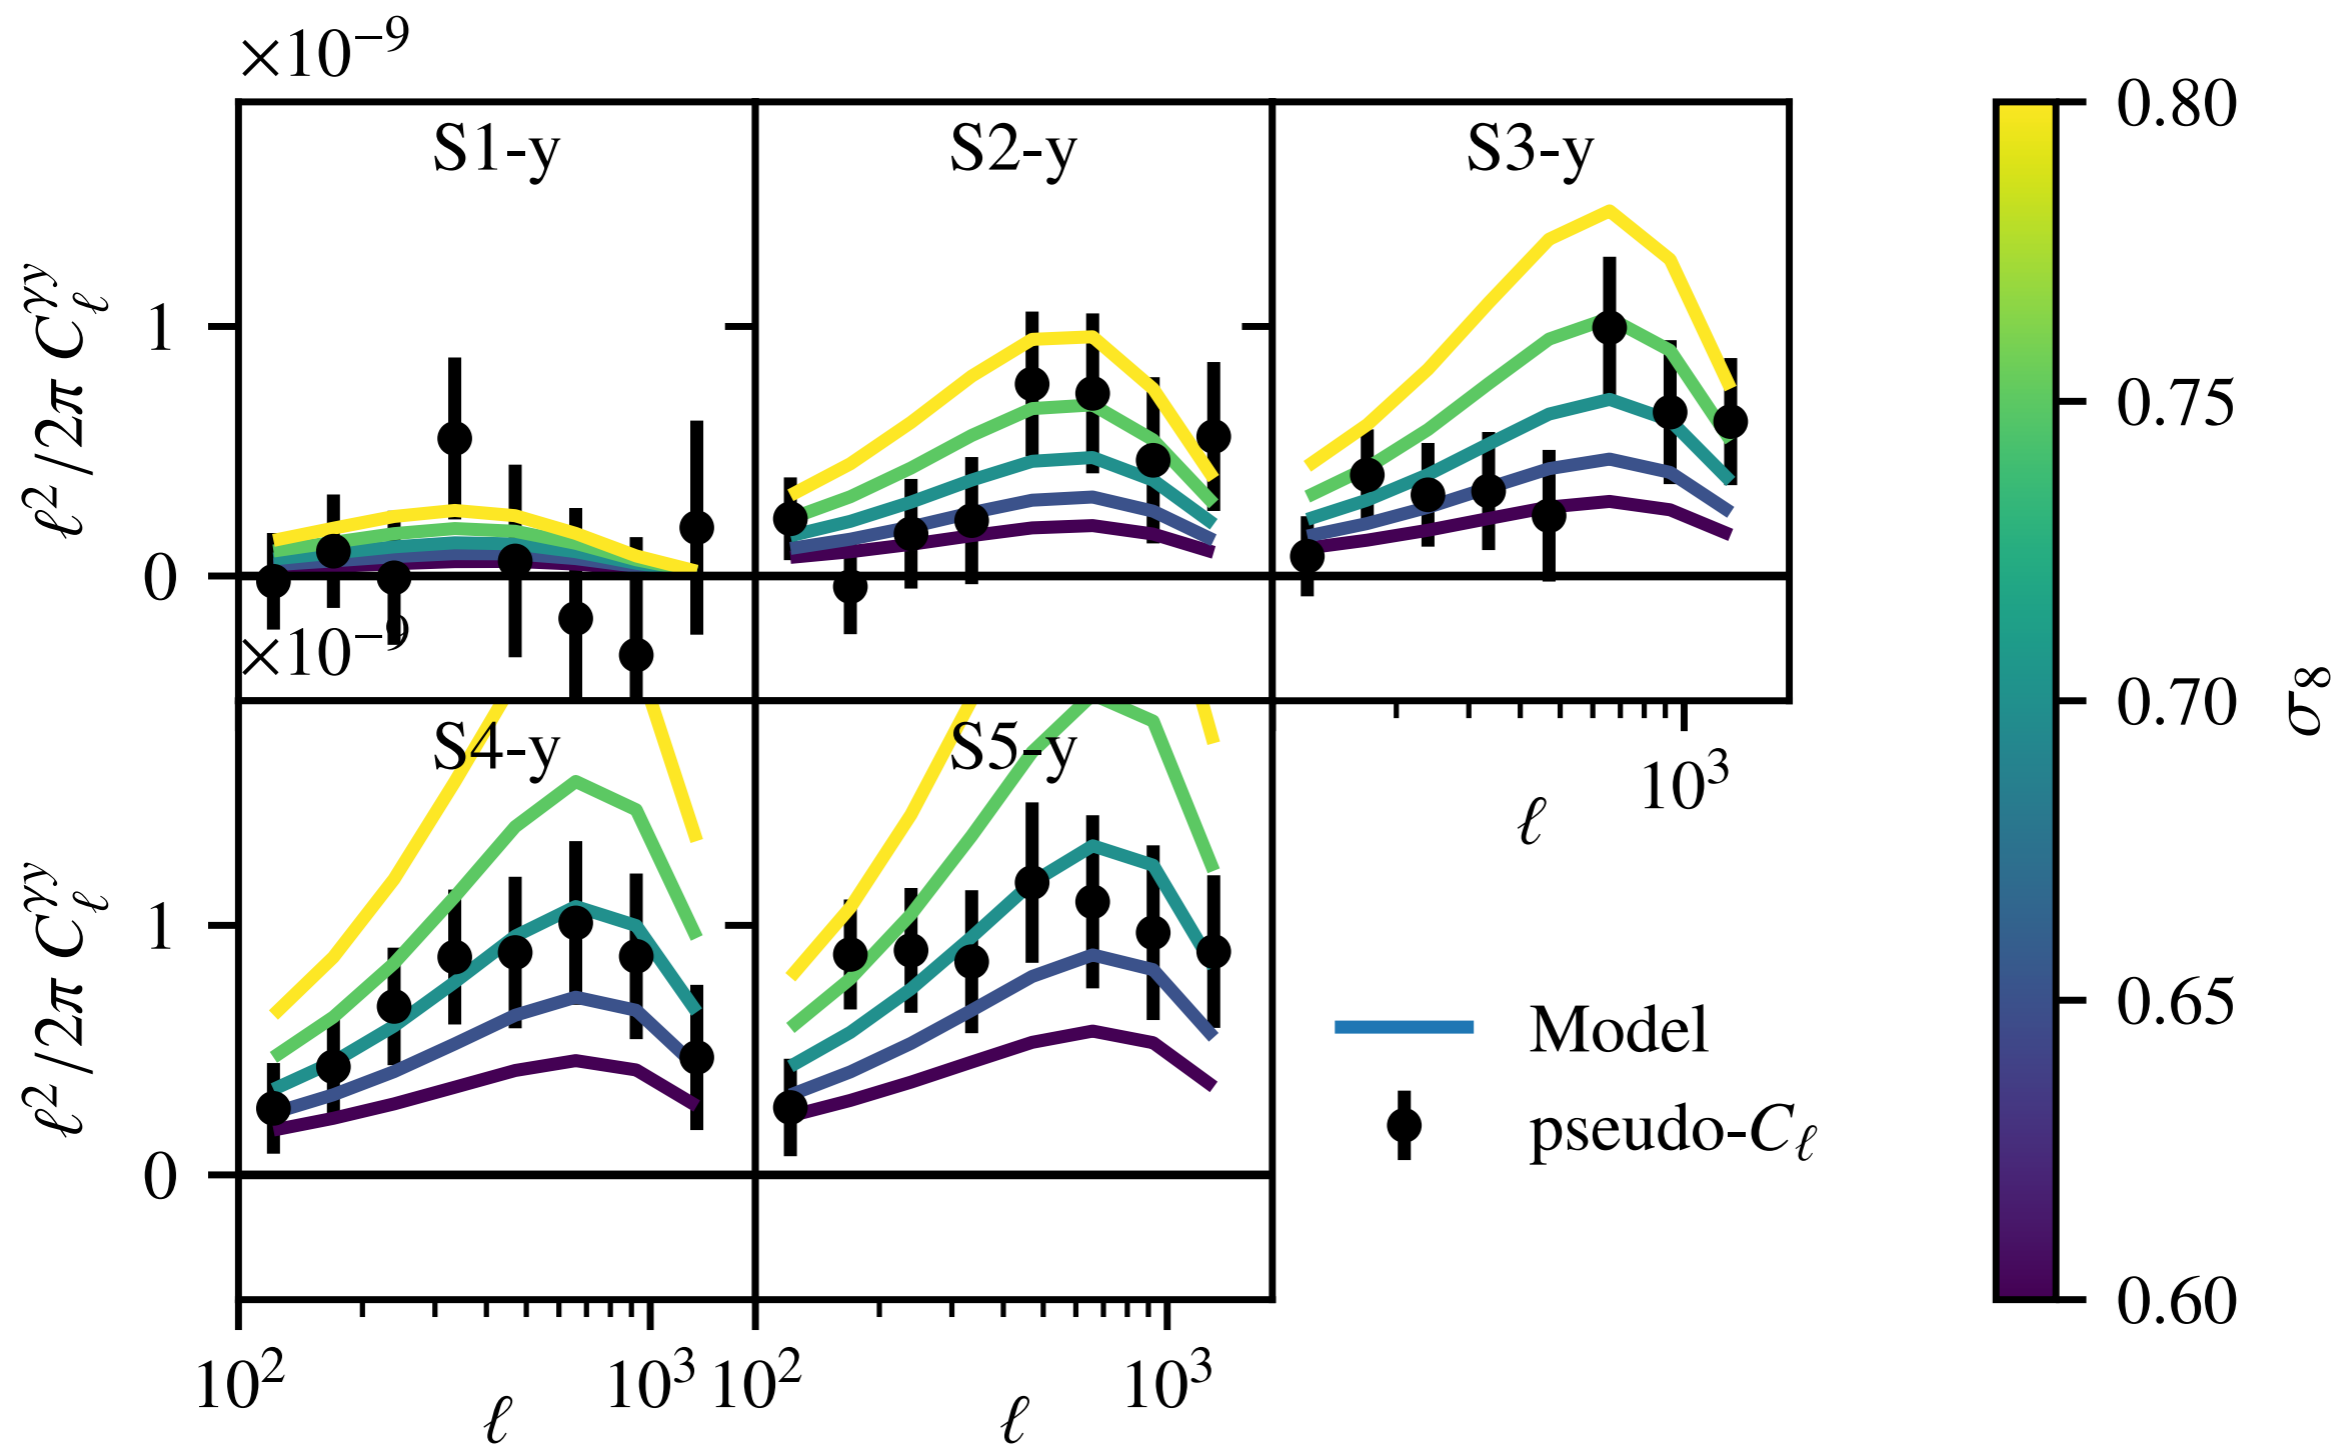 ×10⁻⁹
S1-y
S2-y
S3-y
ℓ²/2π C_ℓ^{γy}
1
0
×10⁻⁹
S4-y
S5-y
10³
ℓ
ℓ²/2π C_ℓ^{γy}
1
0
10² 10³ 10² 10³
ℓ ℓ
Model
pseudo-C_ℓ
0.80
0.75
0.70
0.65
0.60
σ₈